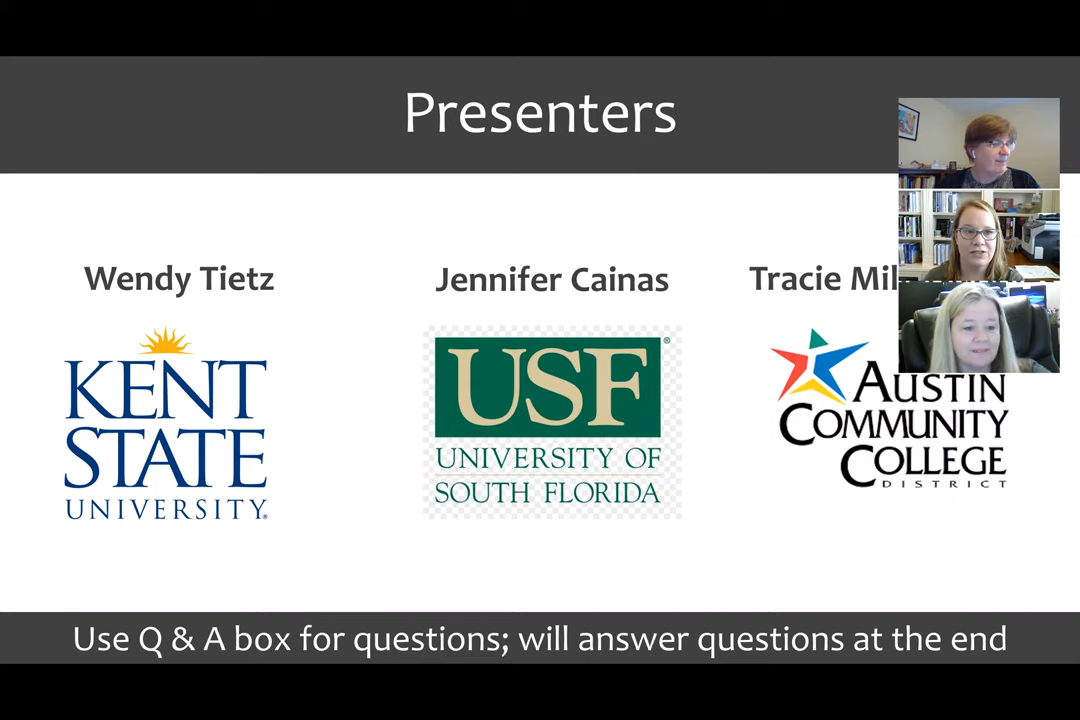 Presenters
Wendy Tietz
Jennifer Cainas
Tracie
KENT
STATE
UNIVERSITY®
USF®
UNIVERSITY OF
SOUTH FLORIDA
AUSTIN
COMMUNITY
COLLEGE
DISTRICT
Use Q & A box for questions; will answer questions at the end